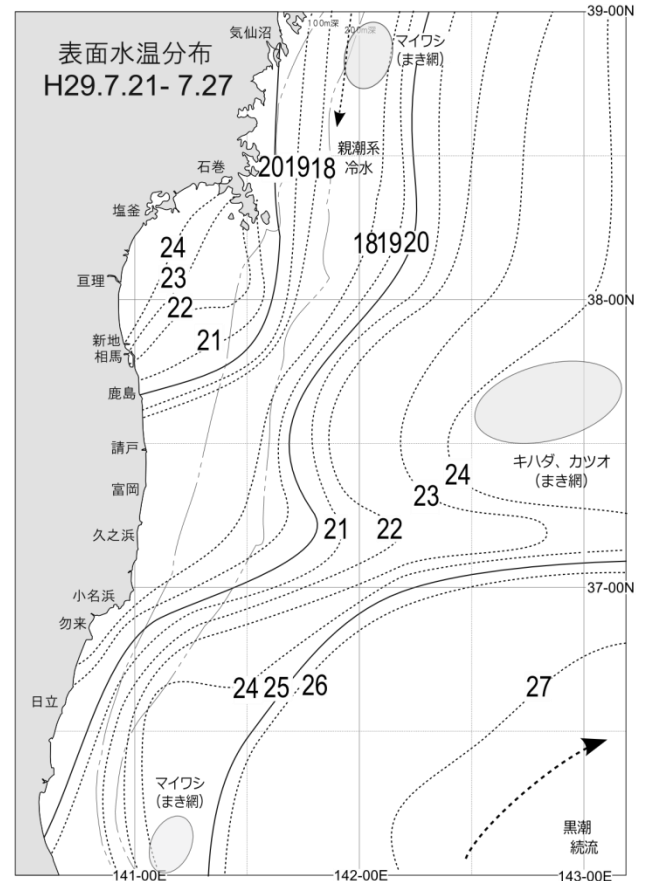 39-00N
気仙沼
100m深
200m深
マイワシ
(まき網)
表面水温分布
H29.7.21- 7.27
親潮系
冷水
石巻
201918
塩釜
24
181920
亘理
23
22
38-00N
新地
21
相馬
鹿島
請戸
キハダ、カツオ
(まき網)
24
富岡
23
久之浜
21
22
小名浜
37-00N
勿来
日立
24
25
26
27
マイワシ
(まき網)
黒潮
続流
141-00E
142-00E
143-00E